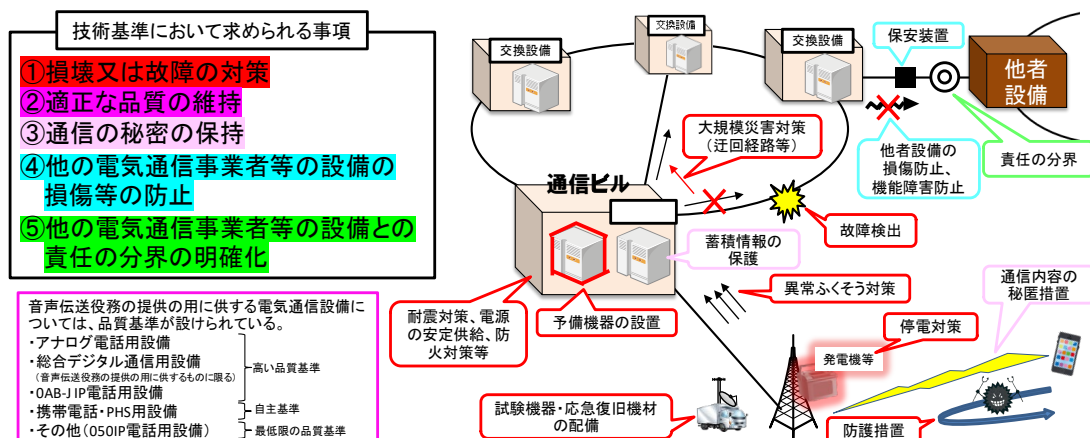 技術基準において求められる事項
①損壊又は故障の対策
②適正な品質の維持
③通信の秘密の保持
④他の電気通信事業者等の設備の
損傷等の防止
⑤他の電気通信事業者等の設備との
責任の分界の明確化
音声伝送役務の提供の用に供する電気通信設備に
ついては、品質基準が設けられている。
・アナログ電話用設備
・総合デジタル通信用設備
(音声伝送役務の提供の用に供するものに限る)
・0AB-J IP電話用設備
・携帯電話・PHS用設備
・その他(050IP電話用設備)
高い品質基準
自主基準
最低限の品質基準
交換設備
交換設備
交換設備
保安装置
他者
設備
大規模災害対策
(迂回経路等)
他者設備の
損傷防止、
機能障害防止
責任の分界
通信ビル
故障検出
蓄積情報の
保護
耐震対策、電源
の安定供給、防
火対策等
予備機器の設置
異常ふくそう対策
通信内容の
秘匿措置
停電対策
発電機等
試験機器・応急復旧機材
の配備
防護措置